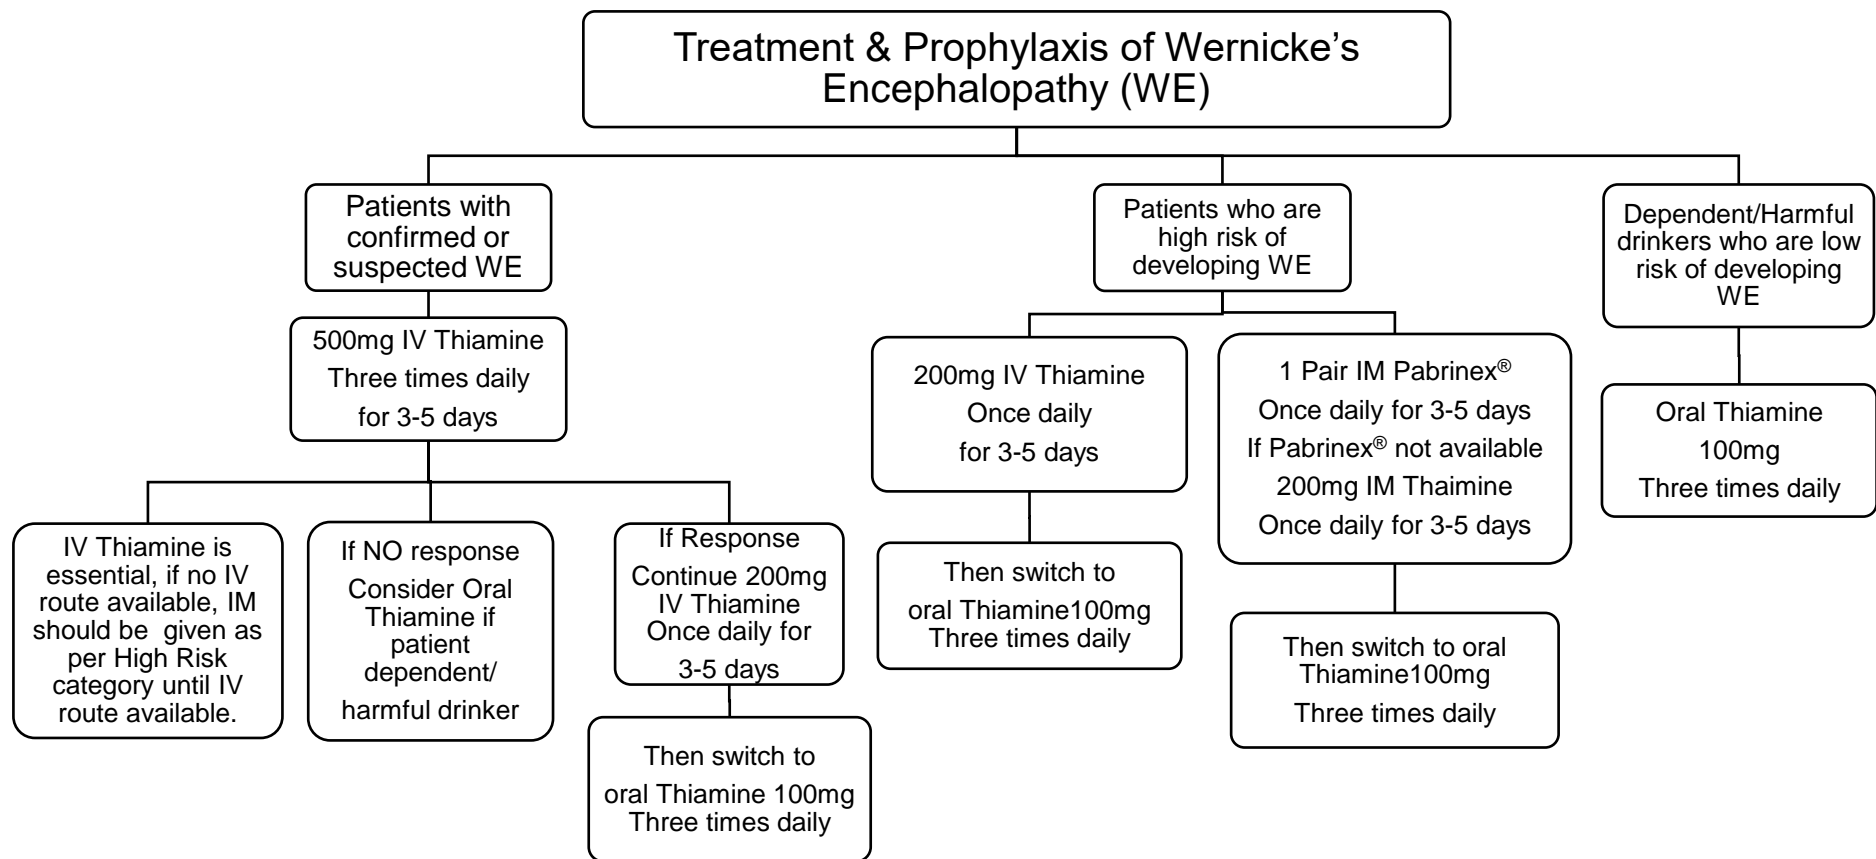 Treatment & Prophylaxis of Wernicke’s
Encephalopathy (WE)
Patients with
confirmed or
suspected WE
500mg IV Thiamine
Three times daily
for 3-5 days
IV Thiamine is
essential, if no IV
route available, IM
should be given as
per High Risk
category until IV
route available.
If NO response
Consider Oral
Thiamine if
patient
dependent/
harmful drinker
If Response
Continue 200mg
IV Thiamine
Once daily for
3-5 days
Then switch to
oral Thiamine 100mg
Three times daily
Patients who are
high risk of
developing WE
200mg IV Thiamine
Once daily
for 3-5 days
Then switch to
oral Thiamine100mg
Three times daily
1 Pair IM Pabrinex®
Once daily for 3-5 days
If Pabrinex® not available
200mg IM Thaimine
Once daily for 3-5 days
Then switch to oral
Thiamine100mg
Three times daily
Dependent/Harmful
drinkers who are low
risk of developing
WE
Oral Thiamine
100mg
Three times daily